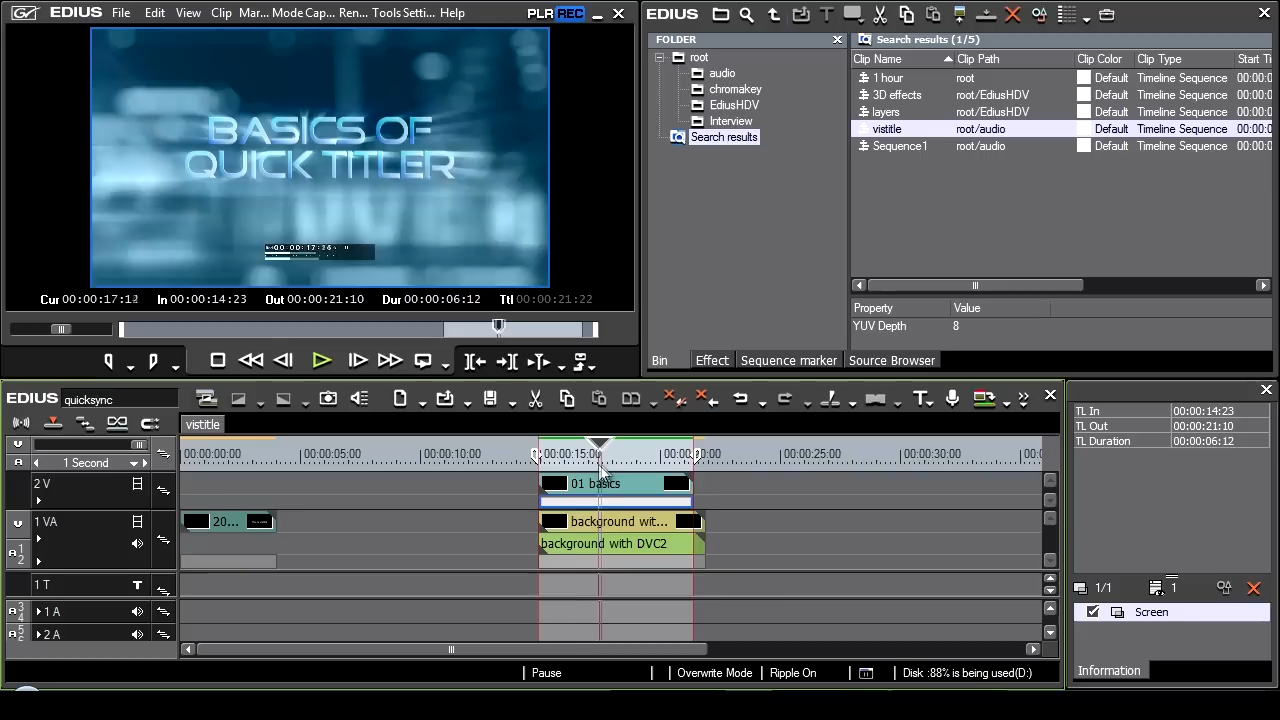 EDIUS File Edit View Clip Mar... Mode Cap... Ren... Tools Setti... Help PLR REC
BASICS OF
QUICK TITLER
Cur 00:00:17:12 In 00:00:14:23 Out 00:00:21:10 Dur 00:00:06:12 Ttl 00:00:21:22
EDIUS
FOLDER
root
audio
chromakey
EdiusHDV
Interview
Search results
Search results (1/5)
Clip Name Clip Path Clip Color Clip Type Start Ti
1 hour root Default Timeline Sequence 00:00:0
3D effects root/EdiusHDV Default Timeline Sequence 00:00:0
layers root/EdiusHDV Default Timeline Sequence 00:00:0
vistitle root/audio Default Timeline Sequence 00:00:0
Sequence1 root/audio Default Timeline Sequence 00:00:0
Property Value
YUV Depth 8
Bin Effect Sequence marker Source Browser
EDIUS quicksync
vistitle
1 Second
00:00:00:00 00:00:05:00 00:00:10:00 00:00:15:00 00:00:25:00 00:00:30:00
2 V
01 basics
1 VA
20... background wit...
background with DVC2
1 2
1 T T
3 4 1 A
5 2 A
Pause Overwrite Mode Ripple On Disk :88% is being used(D:)
TL In 00:00:14:23
TL Out 00:00:21:10
TL Duration 00:00:06:12
1/1 1
Screen
Information